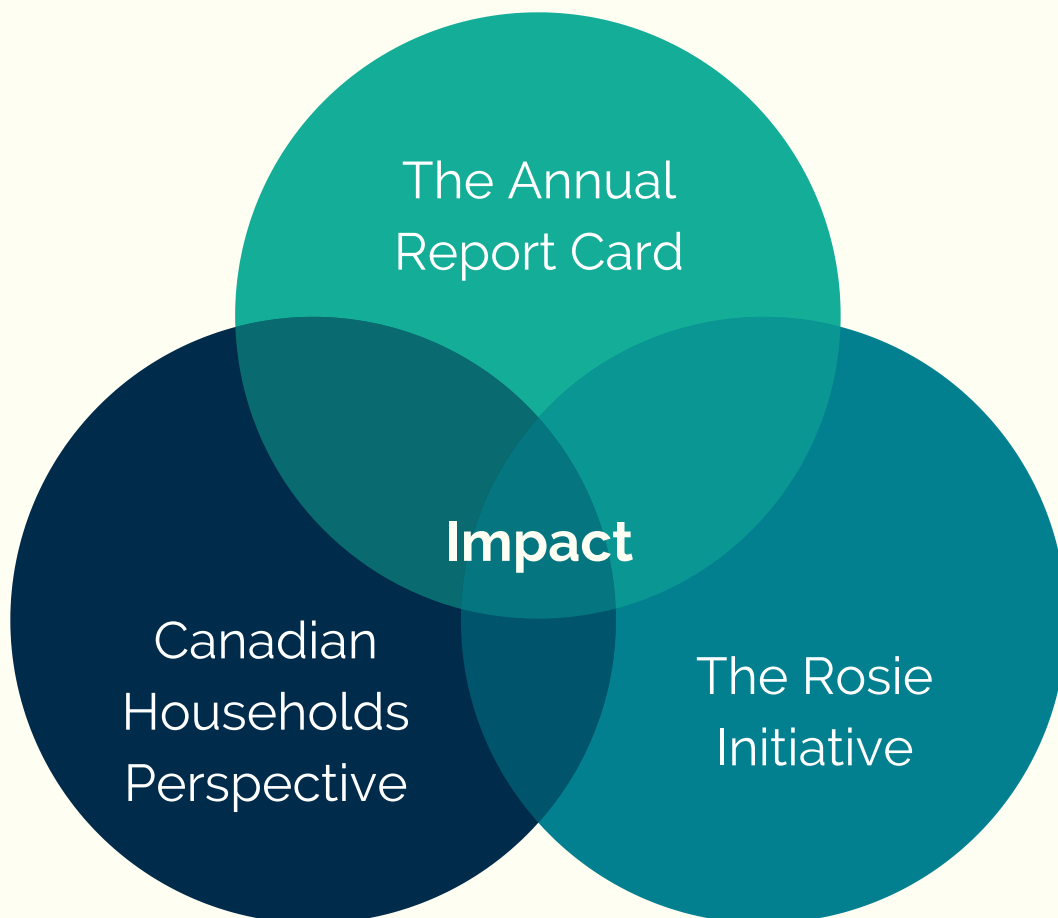 The Annual
Report Card
Impact
Canadian
Households
Perspective
The Rosie
Initiative